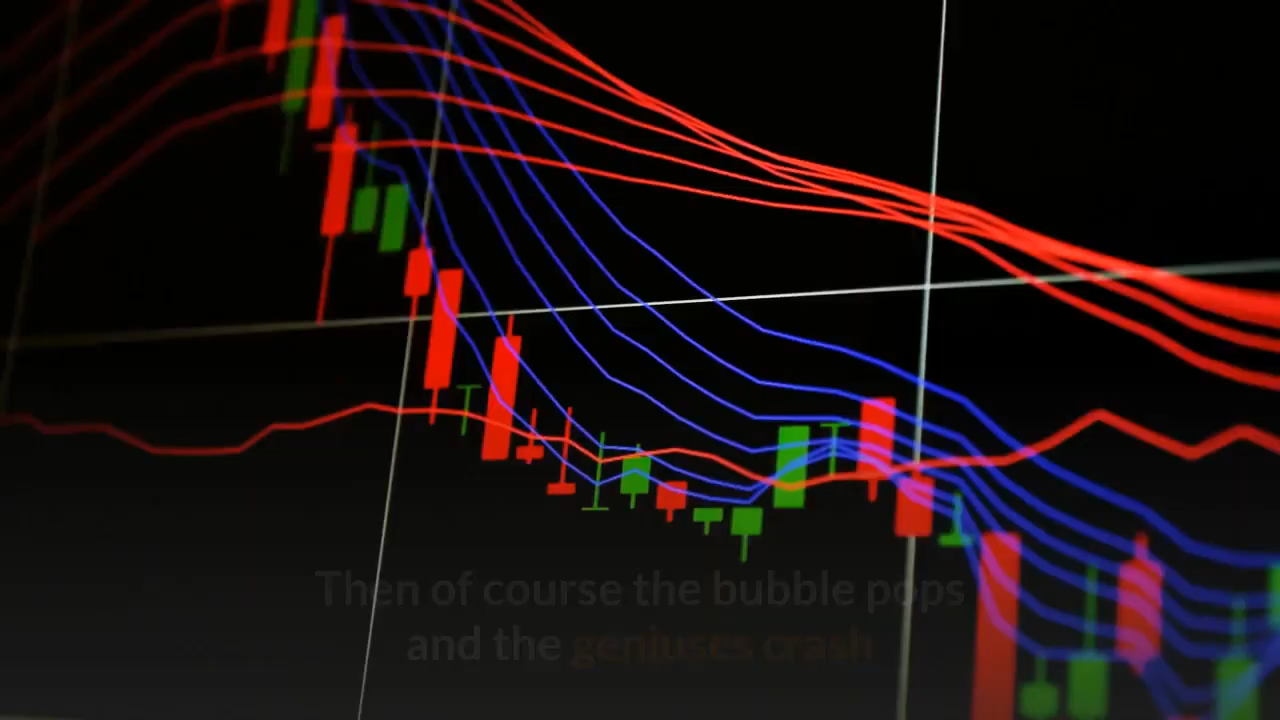 Then of course the bubble pops
and the geniuses crash